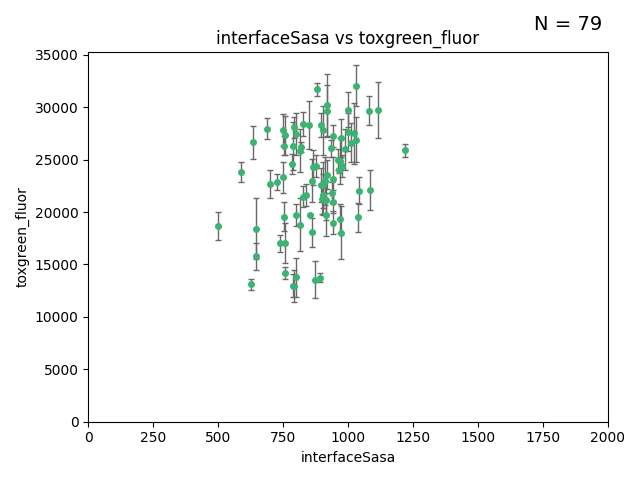 N = 79
interfaceSasa vs toxgreen_fluor
35000
30000
25000
20000
15000
10000
5000
0
toxgreen_fluor
0 250 500 750 1000 1250 1500 1750 2000
interfaceSasa